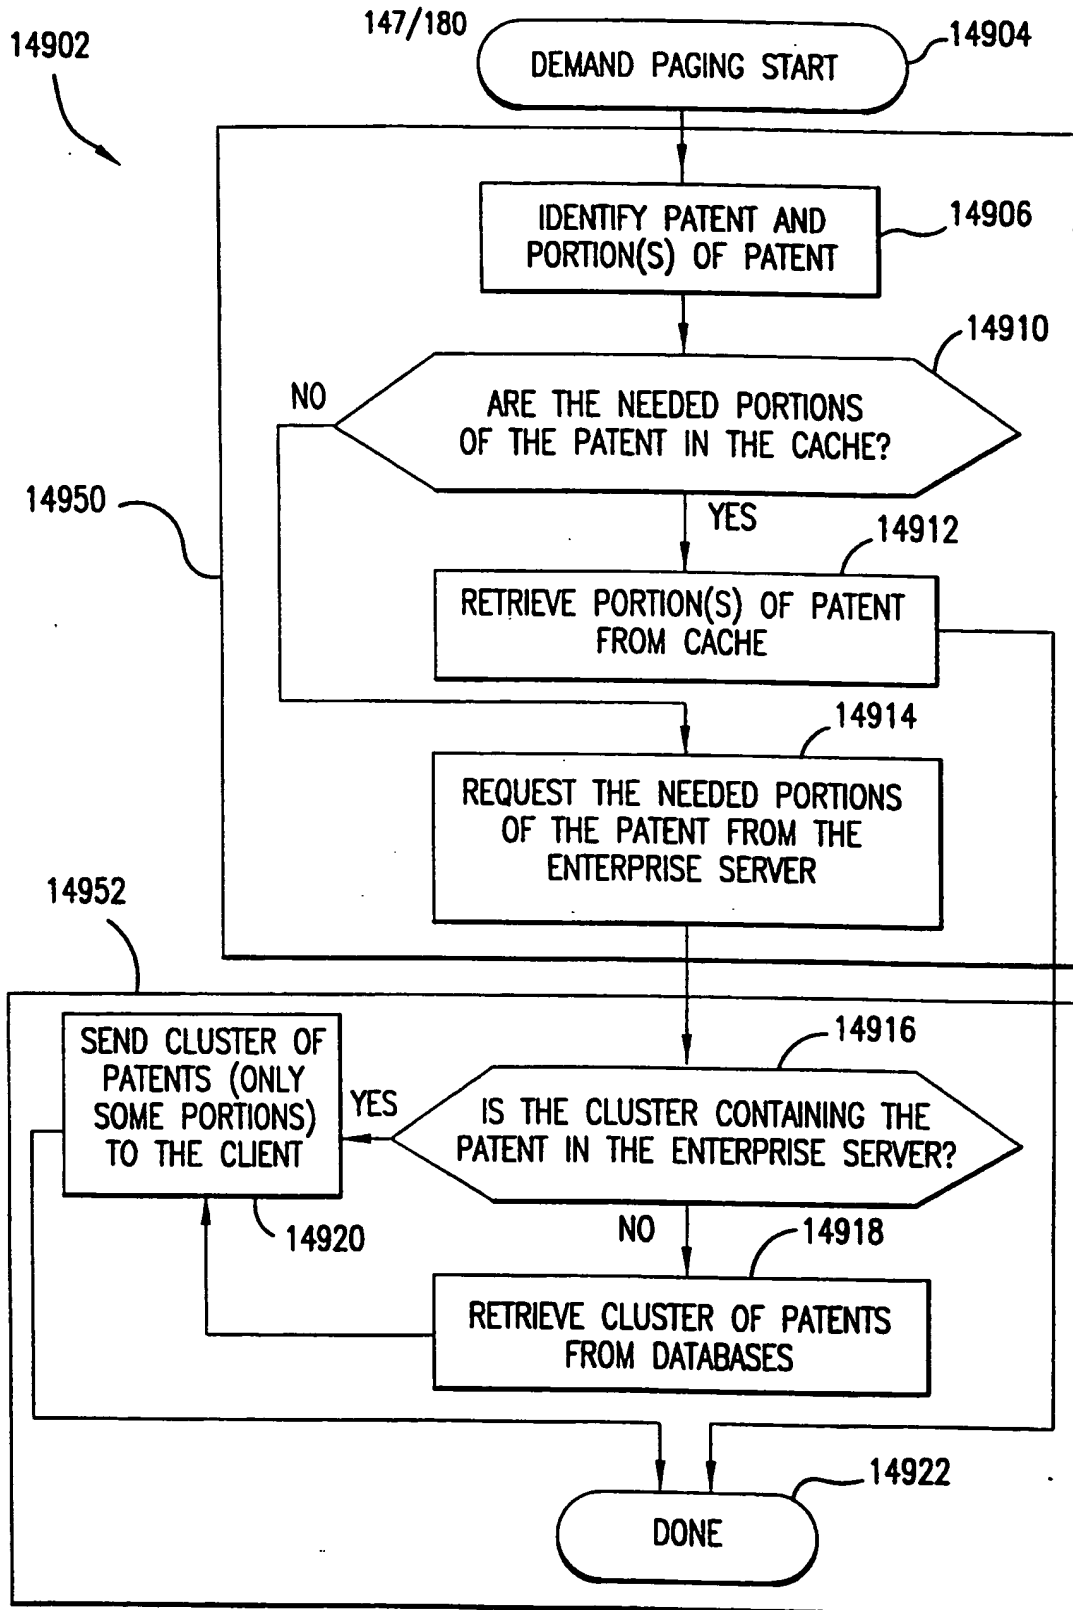 147/180
14902
DEMAND PAGING START
14904
IDENTIFY PATENT AND
PORTION(S) OF PATENT
14906
14910
NO
ARE THE NEEDED PORTIONS
OF THE PATENT IN THE CACHE?
14950
YES
14912
RETRIEVE PORTION(S) OF PATENT
FROM CACHE
14914
REQUEST THE NEEDED PORTIONS
OF THE PATENT FROM THE
ENTERPRISE SERVER
14952
SEND CLUSTER OF
PATENTS (ONLY
SOME PORTIONS)
TO THE CLIENT
YES
14916
IS THE CLUSTER CONTAINING THE
PATENT IN THE ENTERPRISE SERVER?
14920
NO
14918
RETRIEVE CLUSTER OF PATENTS
FROM DATABASES
14922
DONE